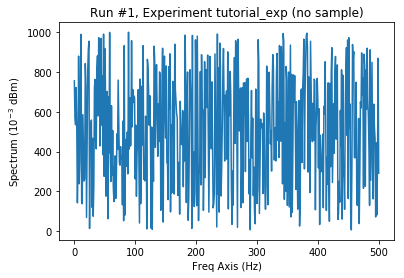 Run #1, Experiment tutorial_exp (no sample)
1000
800
600
400
200
0
Spectrum (10⁻³ dBm)
0 100 200 300 400 500
Freq Axis (Hz)